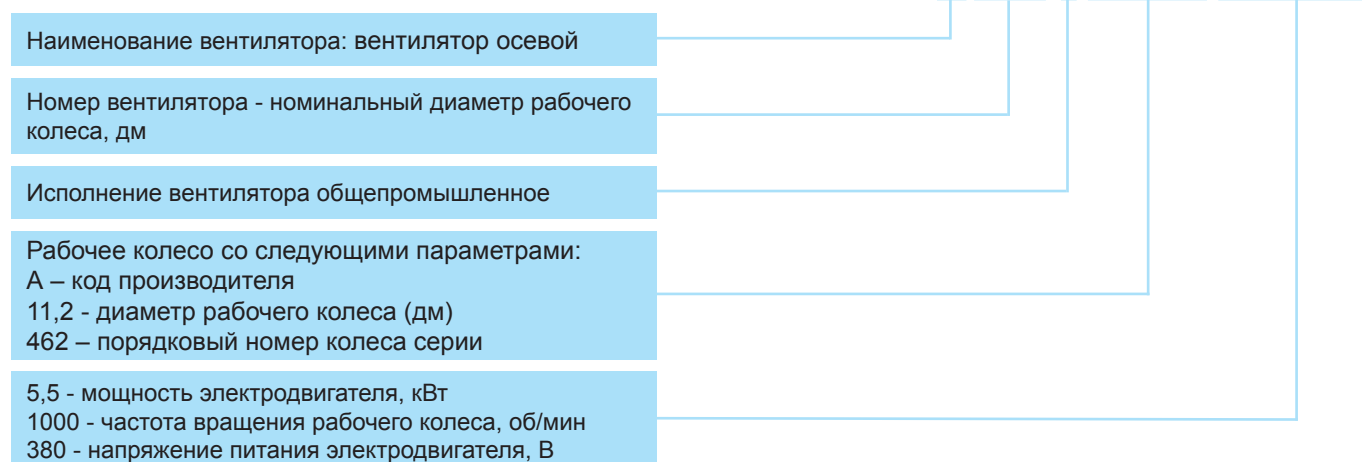 Наименование вентилятора: вентилятор осевой
Номер вентилятора - номинальный диаметр рабочего
колеса, дм
Исполнение вентилятора общепромышленное
Рабочее колесо со следующими параметрами:
А – код производителя
11,2 - диаметр рабочего колеса (дм)
462 – порядковый номер колеса серии
5,5 - мощность электродвигателя, кВт
1000 - частота вращения рабочего колеса, об/мин
380 - напряжение питания электродвигателя, В